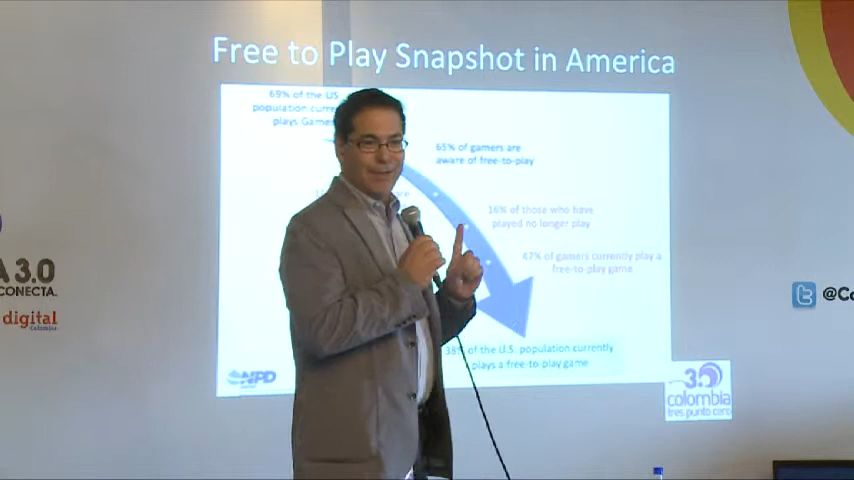 Free to Play Snapshot in America
69% of the US
population curre
plays Games
65% of gamers are
aware of free-to-play
are
16% of those who have
played no longer play
47% of gamers currently play a
free-to-play game
38% of the U.S. population currently
plays a free-to-play game
NPD
3.0
colombia
tres punto cero
A 3.0
CONECTA.
digital
Colombia
@Co